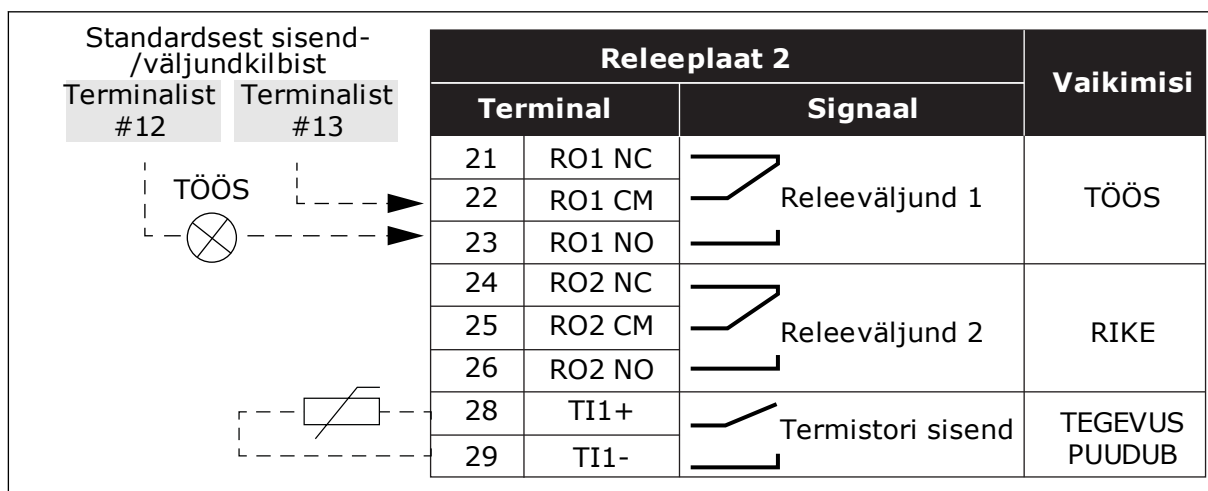 Standardsest sisend-
/väljundkilbist
Terminalist #12
Terminalist #13
TÖÖS
Releeplaat 2
Vaikimisi
Terminal
Signaal
21 RO1 NC
22 RO1 CM
Releeväljund 1
TÖÖS
23 RO1 NO
24 RO2 NC
25 RO2 CM
Releeväljund 2
RIKE
26 RO2 NO
28 TI1+
Termistori sisend
TEGEVUS
PUUDUB
29 TI1-